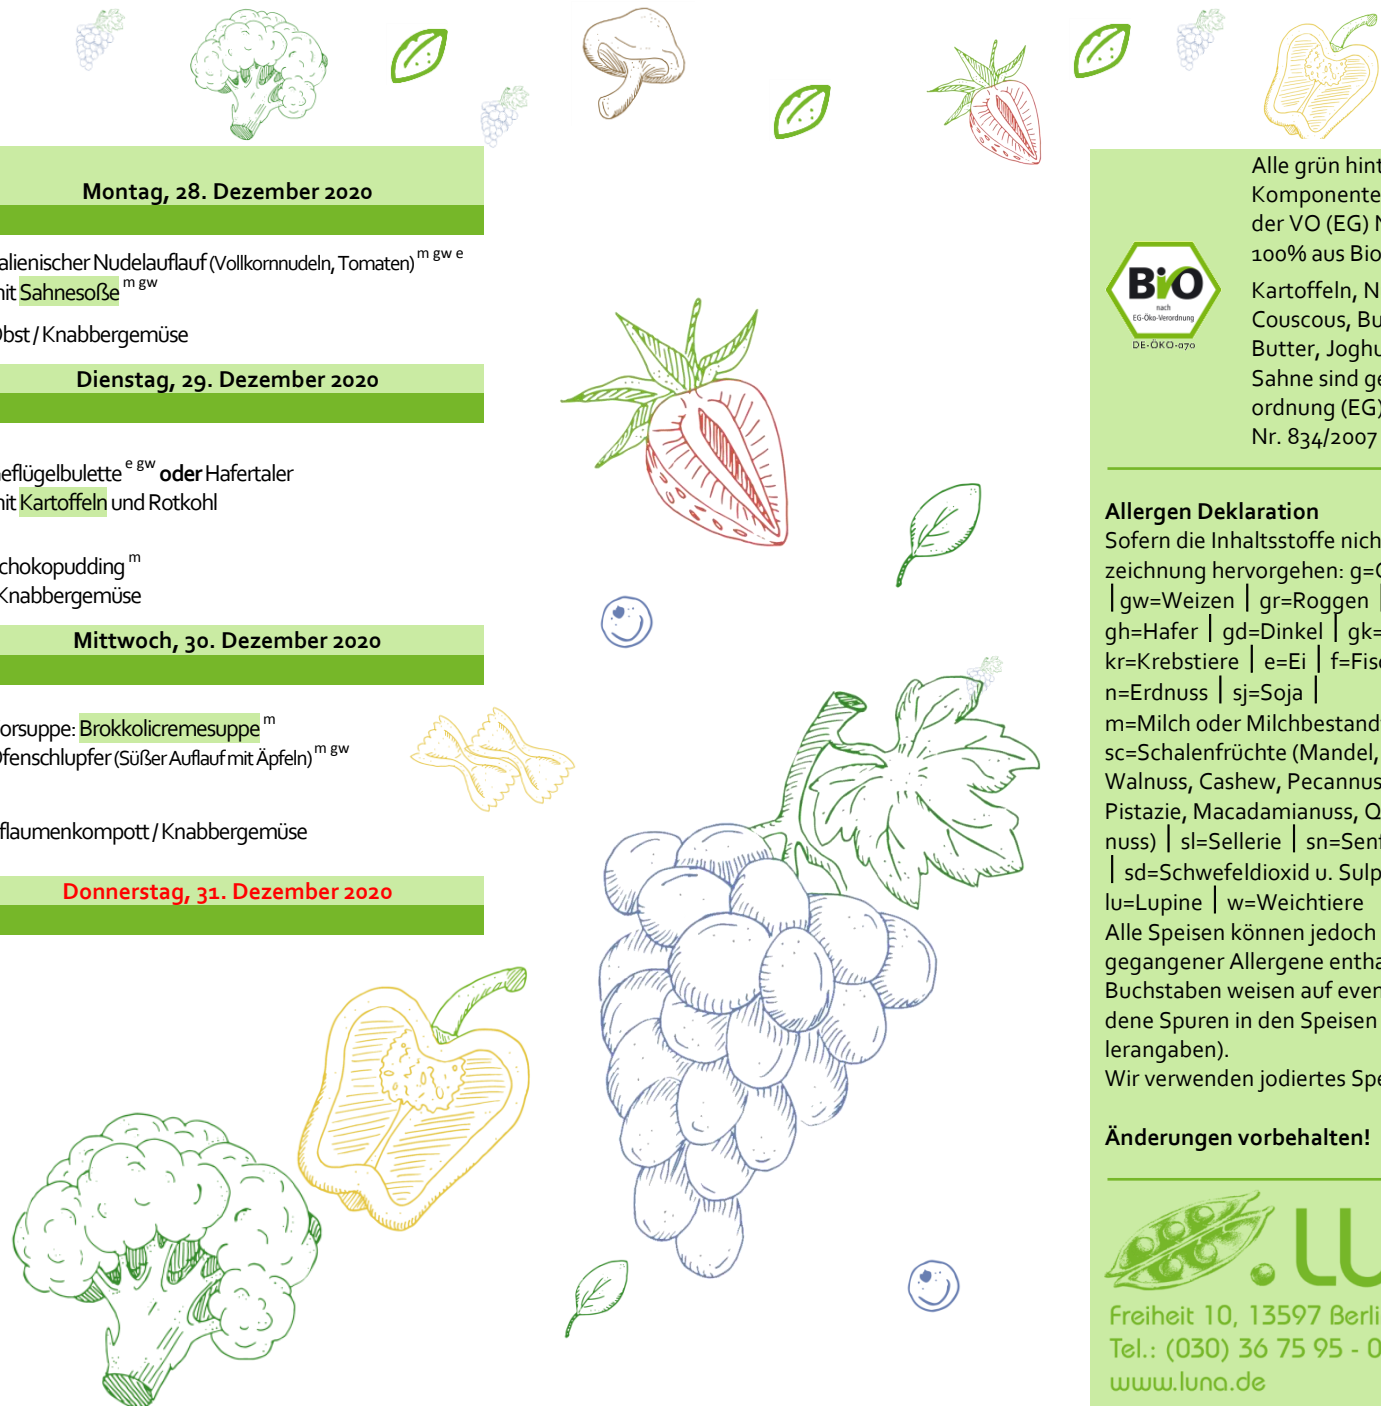 Montag, 28. Dezember 2020
alienischer Nudelauflauf (Vollkornnudeln, Tomaten) m gw e
nit Sahnesoße m gw
Obst / Knabbergemüse
Dienstag, 29. Dezember 2020
eflügelbulette e gw oder Hafertaler
nit Kartoffeln und Rotkohl
chokopudding m
Knabbergemüse
Mittwoch, 30. Dezember 2020
orsuppe: Brokkolicremesuppe m
Ofenschlupfer (Süßer Auflauf mit Äpfeln) m gw
flaumenkompott / Knabbergemüse
Donnerstag, 31. Dezember 2020
Alle grün hint
Komponente
der VO (EG) N
100% aus Bio
Bio
nach
EG-Öko-Verordnung
DE-ÖKO-070
Kartoffeln, N
Couscous, Bu
Butter, Joghu
Sahne sind ge
ordnung (EG)
Nr. 834/2007
Allergen Deklaration
Sofern die Inhaltsstoffe nich
zeichnung hervorgehen: g=G
|gw=Weizen | gr=Roggen |
gh=Hafer | gd=Dinkel | gk=
kr=Krebstiere | e=Ei | f=Fisc
n=Erdnuss | sj=Soja |
m=Milch oder Milchbestand
sc=Schalenfrüchte (Mandel,
Walnuss, Cashew, Pecannus
Pistazie, Macadamianuss, Q
nuss) | sl=Sellerie | sn=Senf
| sd=Schwefeldioxid u. Sulp
lu=Lupine | w=Weichtiere
Alle Speisen können jedoch
gegangener Allergene entha
Buchstaben weisen auf even
dene Spuren in den Speisen
lerangaben).
Wir verwenden jodiertes Spe
Änderungen vorbehalten!
.LU
Freiheit 10, 13597 Berli
Tel.: (030) 36 75 95 - 0
www.luna.de